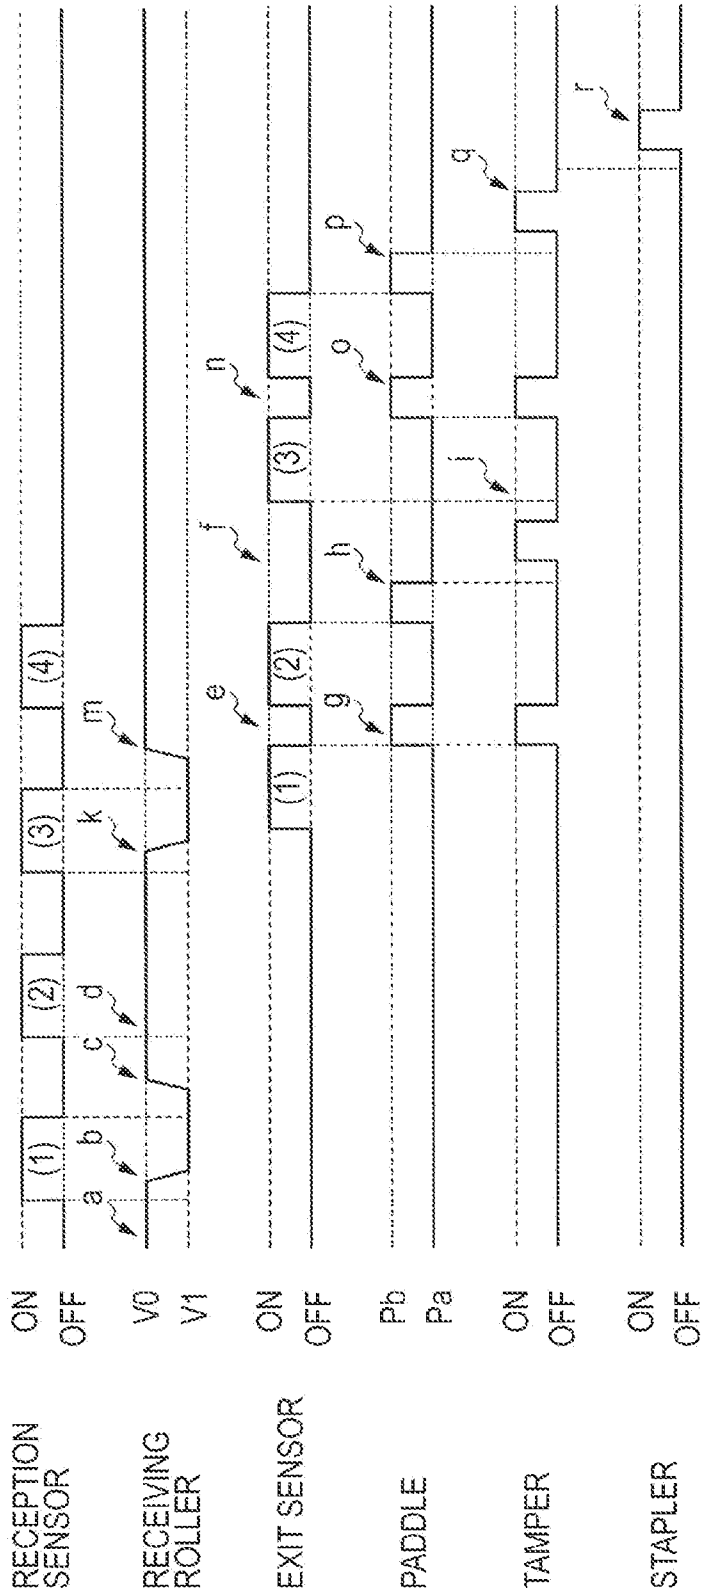 RECEPTION
SENSOR
ON
OFF
(1)
(2)
(3)
(4)
RECEIVING
ROLLER
V0
V1
a
b
c
d
k
m
EXIT SENSOR
ON
OFF
(1)
e
(2)
f
(3)
n
(4)
PADDLE
Pb
Pa
g
h
o
p
TAMPER
ON
OFF
i
q
STAPLER
ON
OFF
r